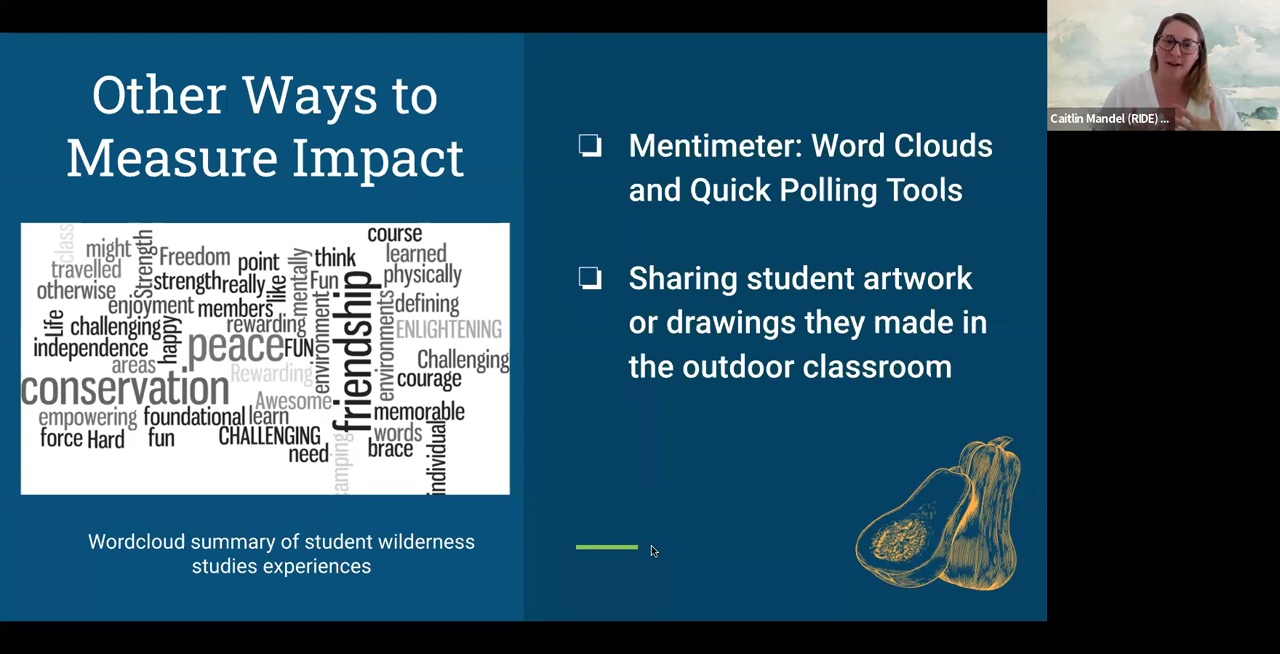 Other Ways to
Measure Impact
class
might
Strength
Freedom
point
mentally
think
course
learned
travelled
strength
really
like
Fun
physically
otherwise
enjoyment
members
defining
Life
challenging
happy
rewarding
environment
friendship
environments
ENLIGHTENING
independence
peace
FUN
areas
Rewarding
Challenging
conservation
courage
Awesome
empowering
foundational
learn
memorable
force
Hard
fun
CHALLENGING
words
need
camping
brace
individual
Wordcloud summary of student wilderness
studies experiences
Mentimeter: Word Clouds
and Quick Polling Tools
Sharing student artwork
or drawings they made in
the outdoor classroom
Caitlin Mandel (RIDE) ...